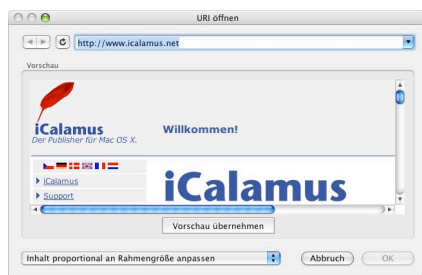 URI öffnen
http://www.icalamus.net
Vorschau
iCalamus
Der Publisher für Mac OS X.
Willkommen!
iCalamus
Support
iCalamus
Vorschau übernehmen
Inhalt proportional an Rahmengröße anpassen
Abbruch
OK